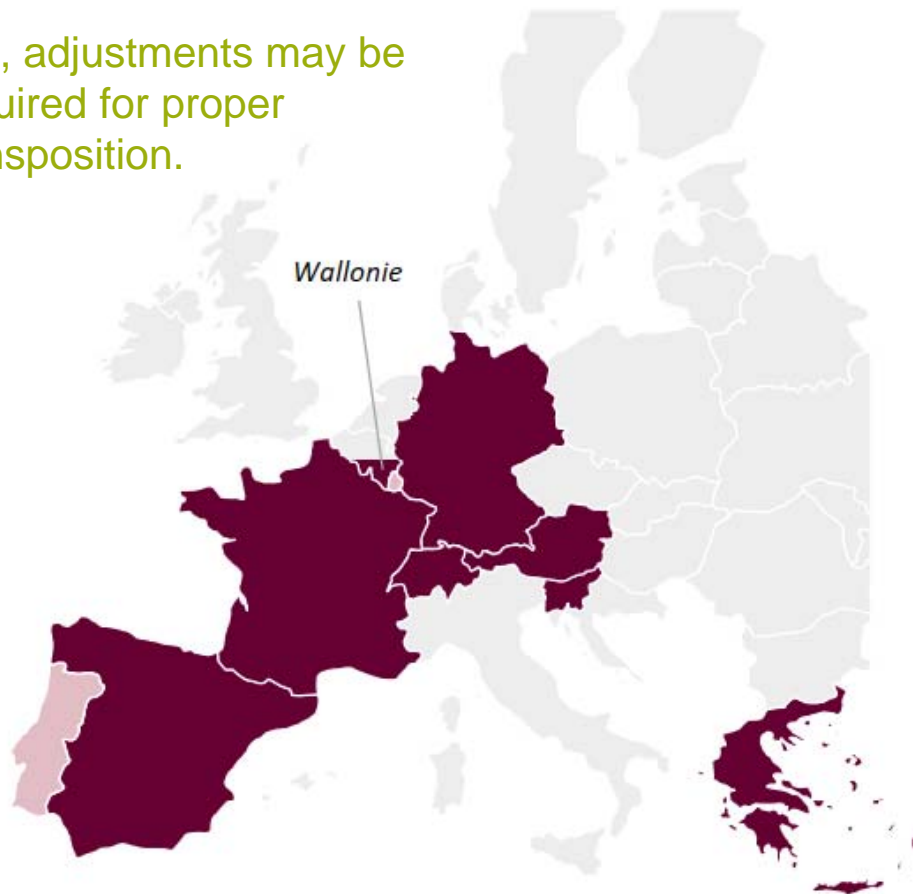 , adjustments may be
uired for proper
nsposition.
Wallonie